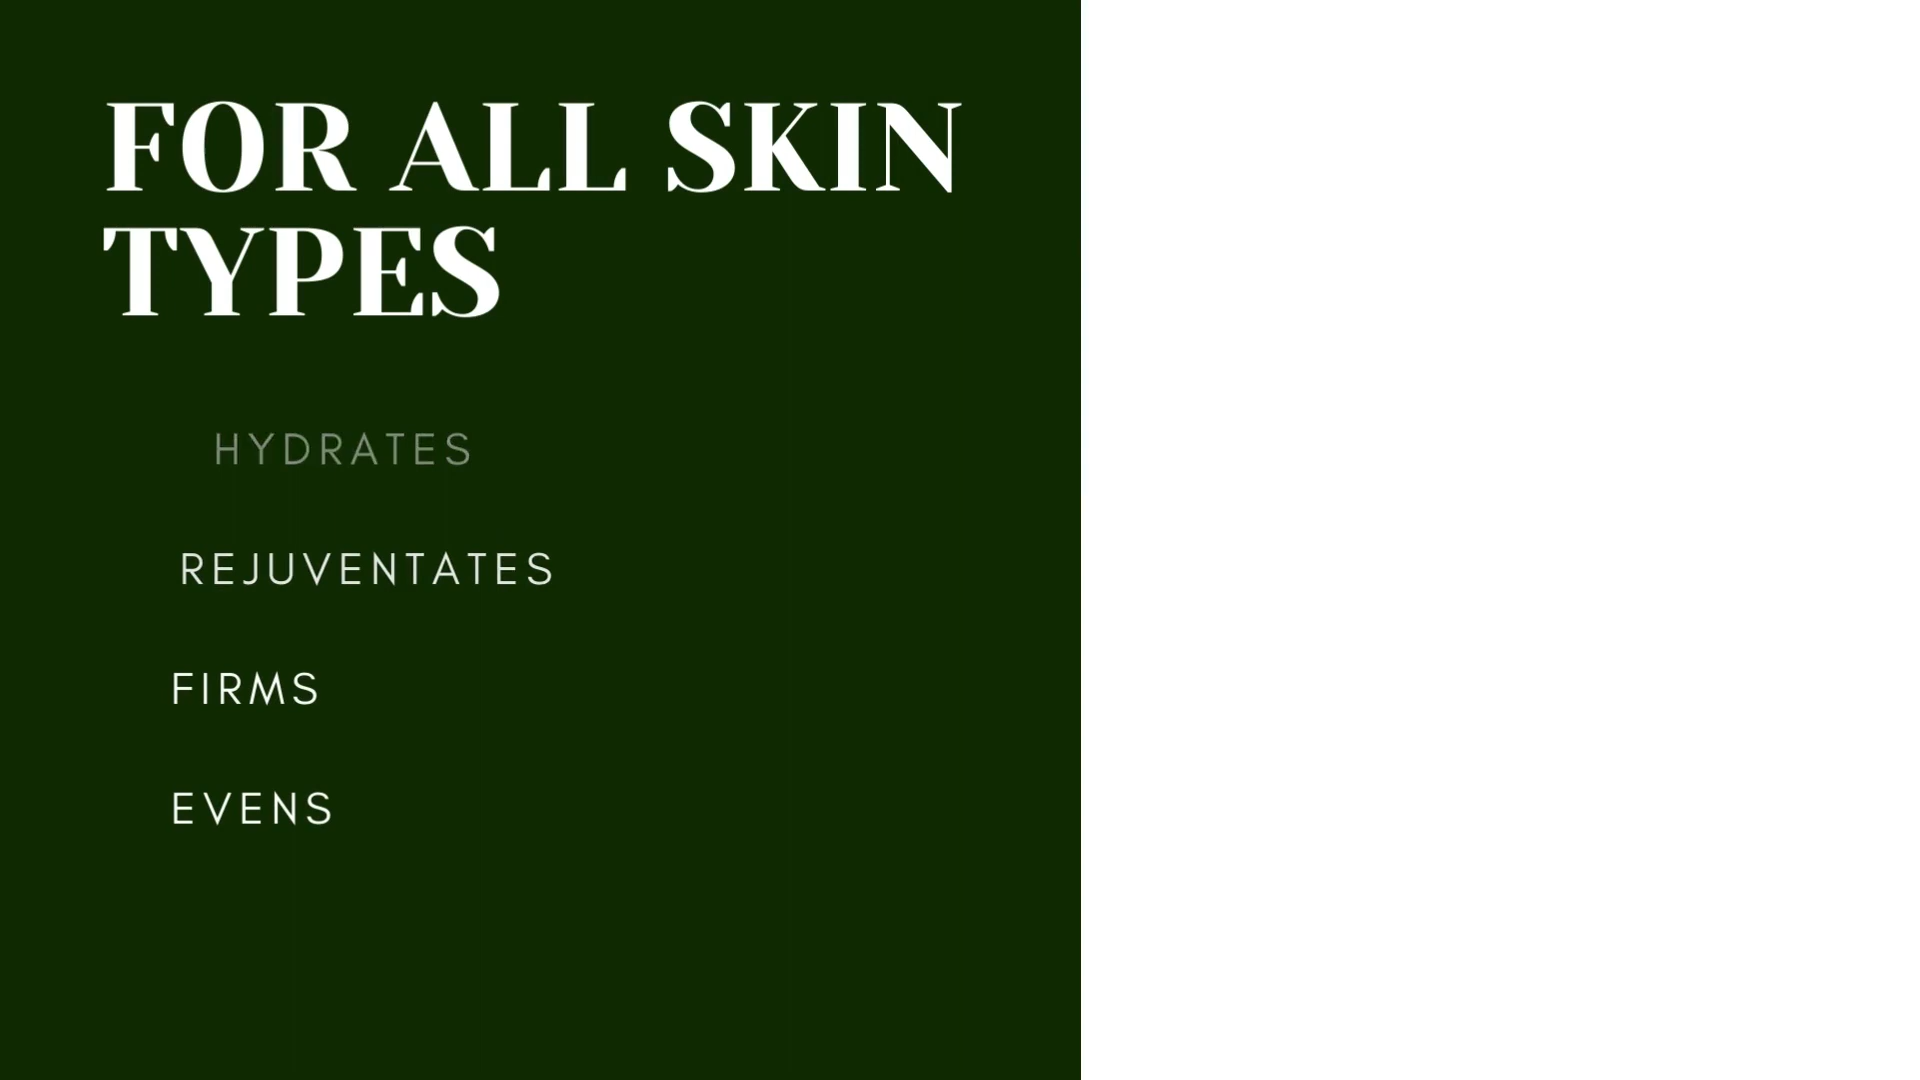 FOR ALL SKIN
TYPES
HYDRATES
REJUVENTATES
FIRMS
EVENS